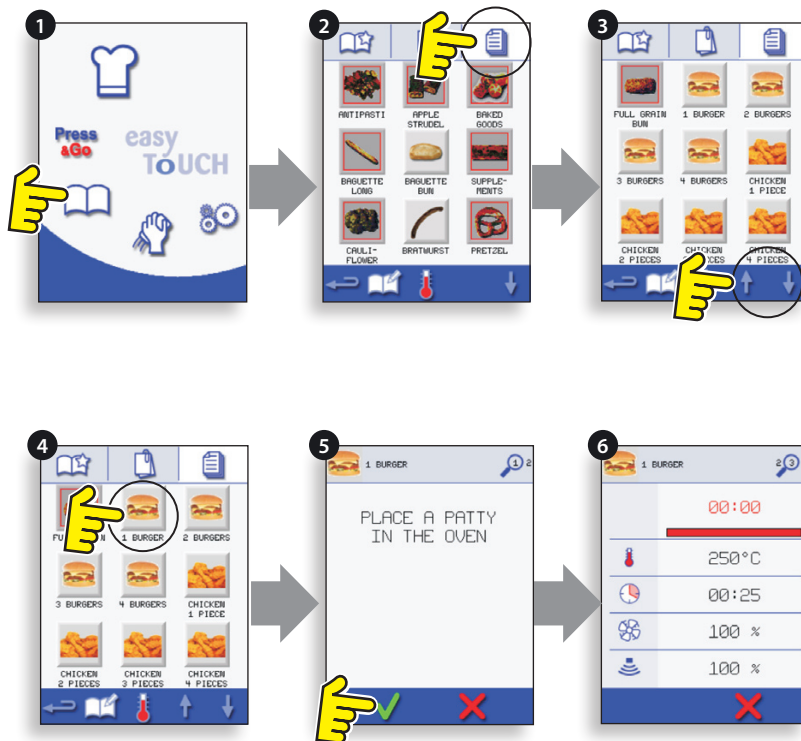 1
Press
&Go
easy
TOUCH
2
ANTIPASTI
APPLE
STRUDEL
BAKED
GOODS
BAGUETTE
LONG
BAGUETTE
BUN
SUPPLE-
MENTS
CAULI-
FLOWER
BRATWURST
PRETZEL
3
FULL GRAIN
BUN
1 BURGER
2 BURGERS
3 BURGERS
4 BURGERS
CHICKEN
1 PIECE
CHICKEN
2 PIECES
CHICKEN
CHICKEN
4 PIECES
4
1 BURGER
2 BURGERS
3 BURGERS
4 BURGERS
CHICKEN
1 PIECE
CHICKEN
2 PIECES
CHICKEN
3 PIECES
CHICKEN
4 PIECES
5
1 BURGER
1 2
PLACE A PATTY
IN THE OVEN
6
1 BURGER
2 3
00:00
250°C
00:25
100 %
100 %